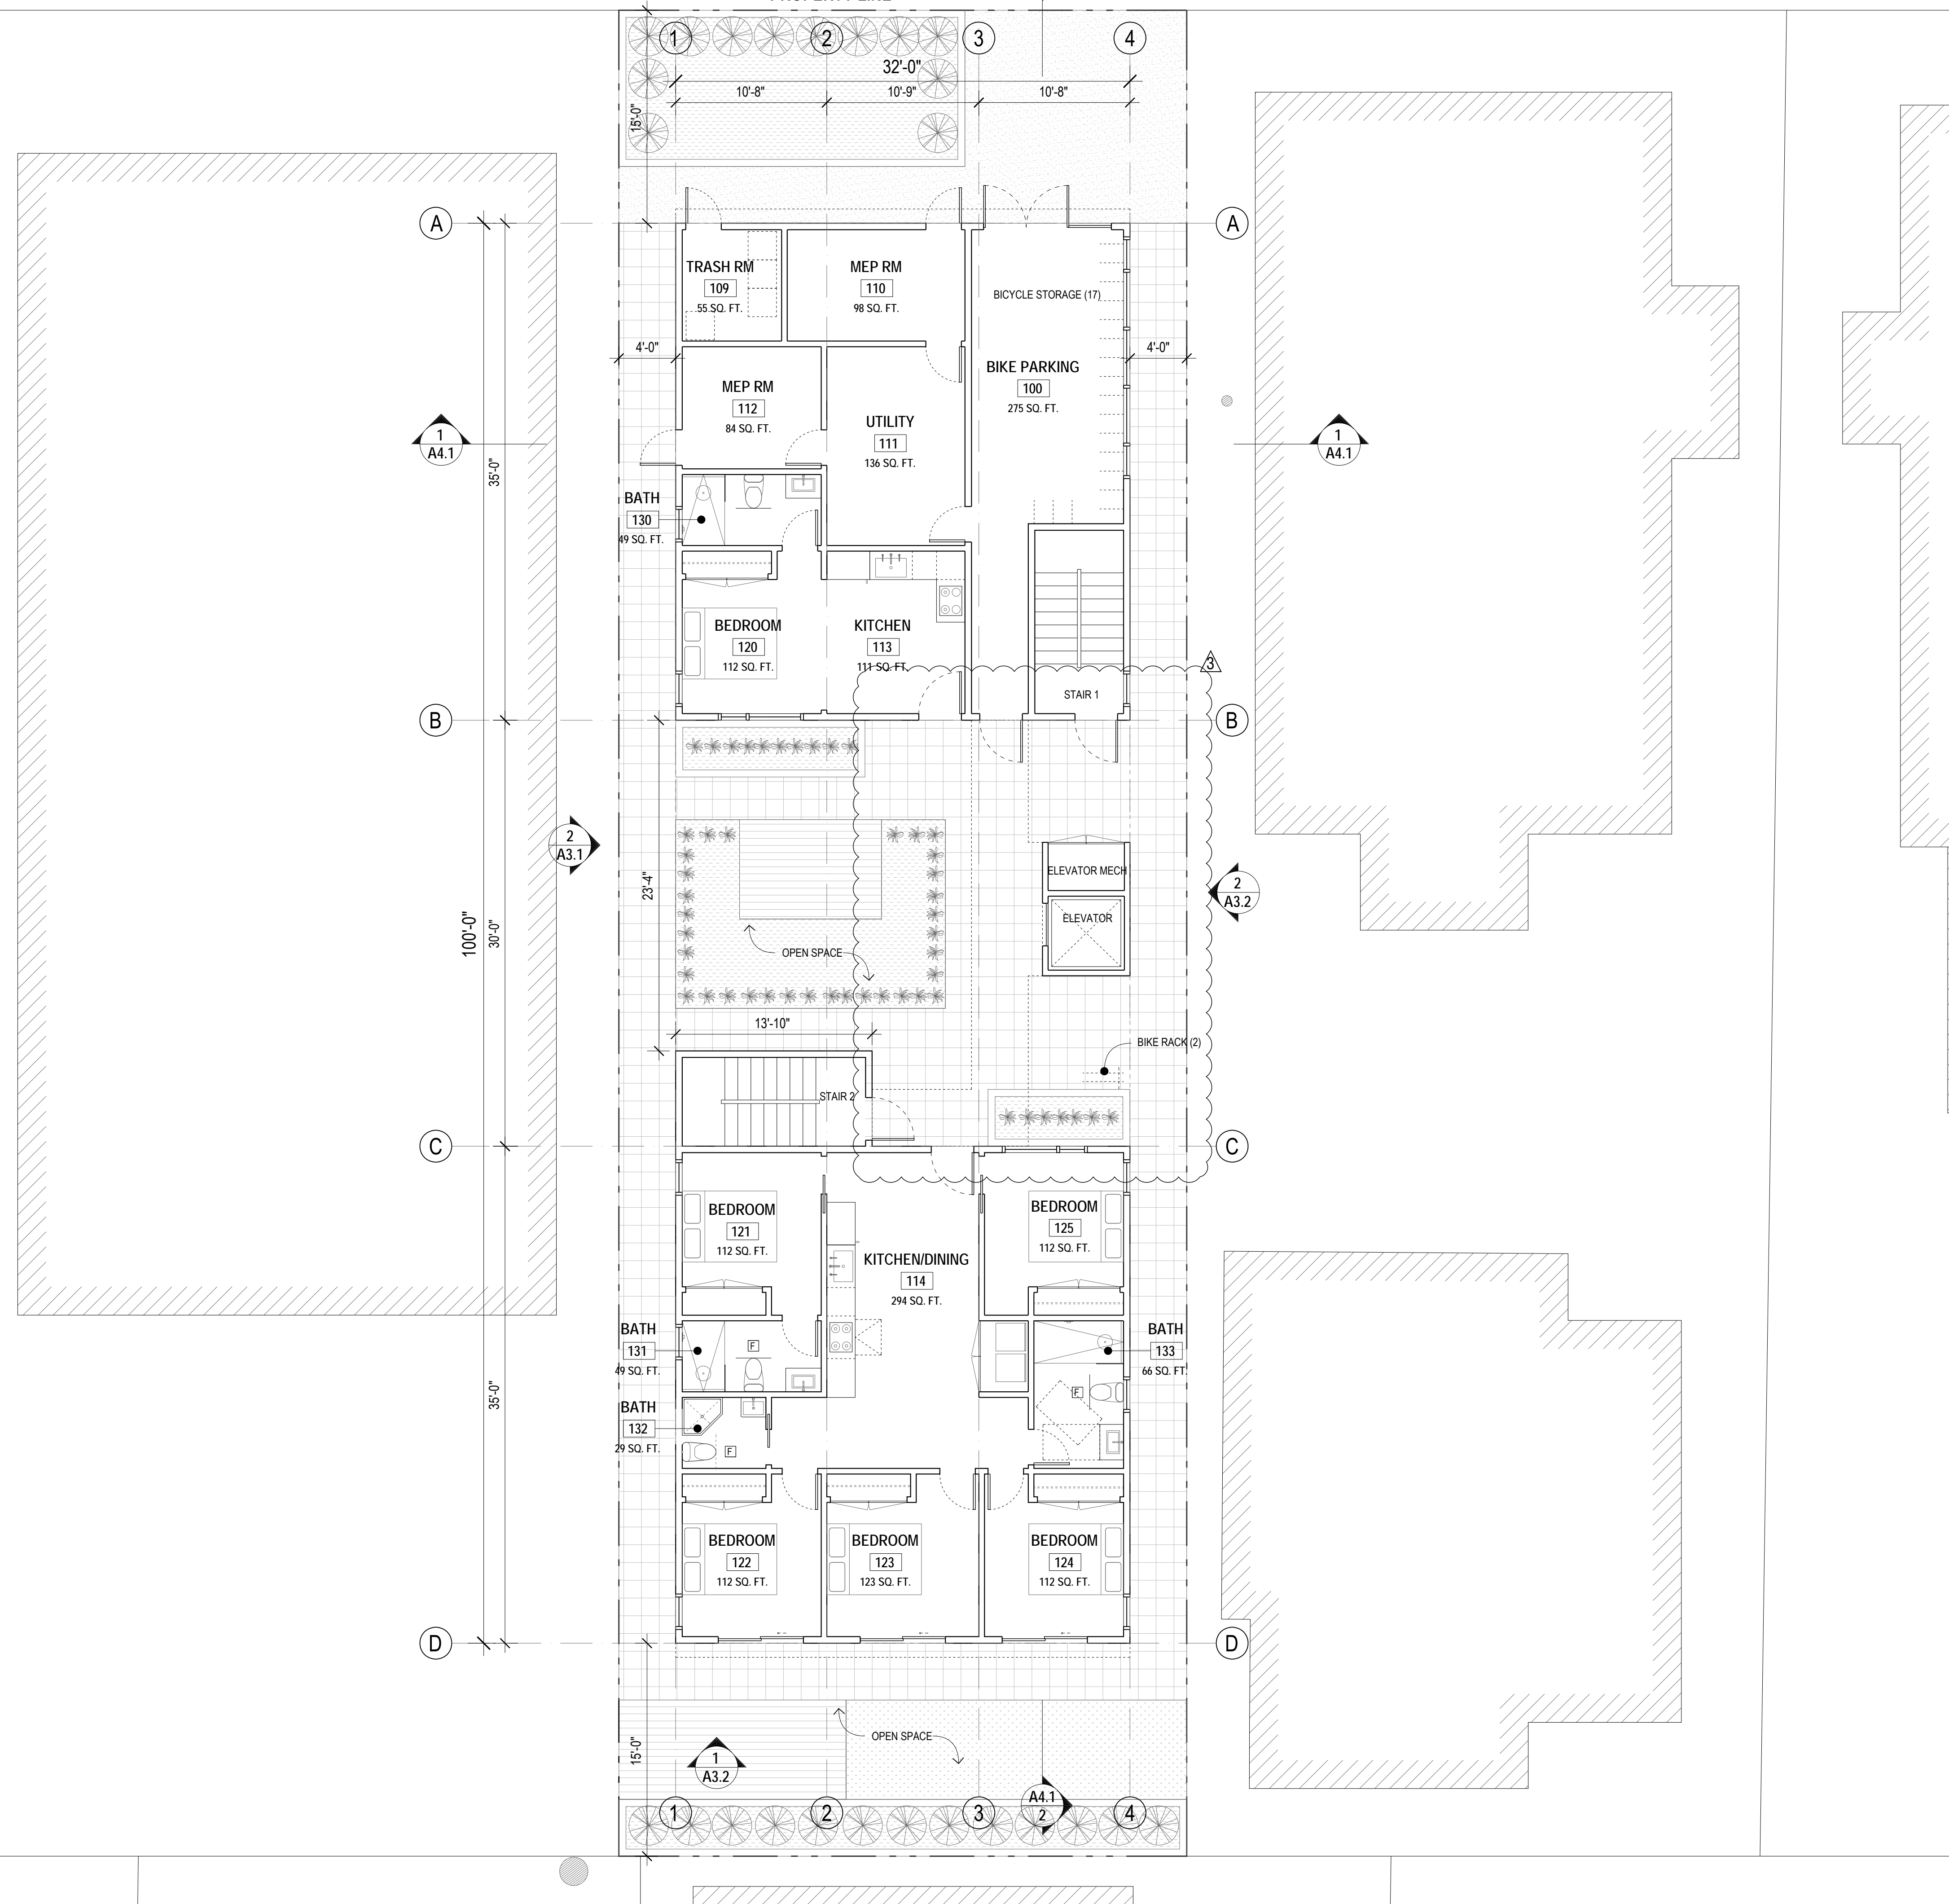 1
2
3
4
32'-0"
10'-8"
10'-9"
10'-8"
15'-0"
A
A
TRASH RM
109
55 SQ. FT.
MEP RM
110
98 SQ. FT.
BICYCLE STORAGE (17)
4'-0"
4'-0"
BIKE PARKING
100
275 SQ. FT.
MEP RM
112
84 SQ. FT.
UTILITY
111
136 SQ. FT.
1
A4.1
1
A4.1
35'-0"
BATH
130
49 SQ. FT.
BEDROOM
120
112 SQ. FT.
KITCHEN
113
111 SQ. FT.
3
STAIR 1
B
B
2
A3.1
ELEVATOR MECH
2
A3.2
ELEVATOR
23'-4"
100'-0"
30'-0"
OPEN SPACE
13'-10"
BIKE RACK (2)
STAIR 2
C
C
BEDROOM
121
112 SQ. FT.
BEDROOM
125
112 SQ. FT.
KITCHEN/DINING
114
294 SQ. FT.
BATH
131
49 SQ. FT.
F
BATH
133
66 SQ. FT.
F
35'-0"
BATH
132
29 SQ. FT.
F
BEDROOM
122
112 SQ. FT.
BEDROOM
123
123 SQ. FT.
BEDROOM
124
112 SQ. FT.
D
D
15'-0"
OPEN SPACE
1
A3.2
A4.1
2
1
2
3
4